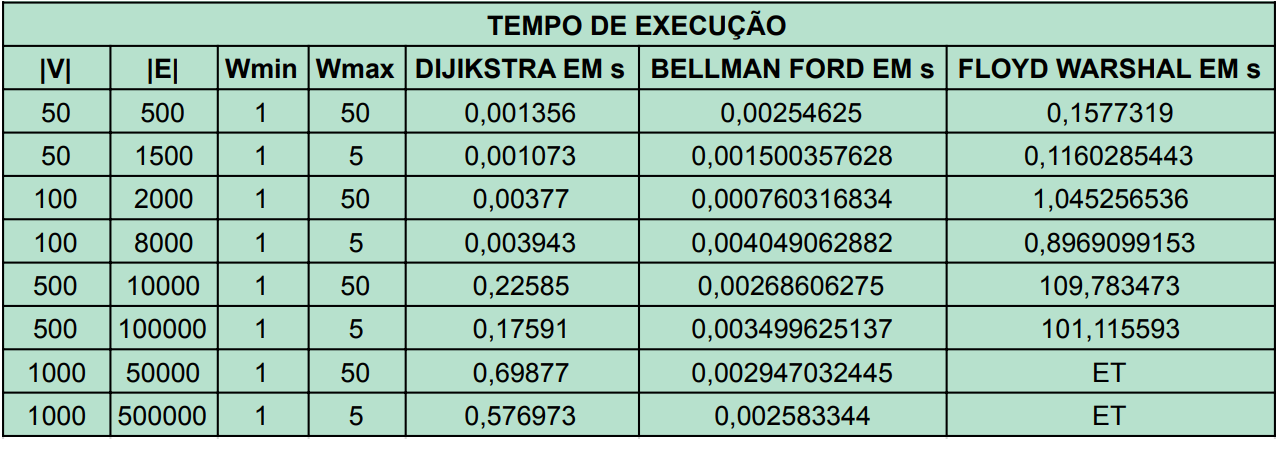 TEMPO DE EXECUÇÃO
|V| |E| Wmin Wmax DIJIKSTRA EM s BELLMAN FORD EM s FLOYD WARSHAL EM s
50 500 1 50 0,001356 0,00254625 0,1577319
50 1500 1 5 0,001073 0,001500357628 0,1160285443
100 2000 1 50 0,00377 0,000760316834 1,045256536
100 8000 1 5 0,003943 0,004049062882 0,8969099153
500 10000 1 50 0,22585 0,00268606275 109,783473
500 100000 1 5 0,17591 0,003499625137 101,115593
1000 50000 1 50 0,69877 0,002947032445 ET
1000 500000 1 5 0,576973 0,002583344 ET